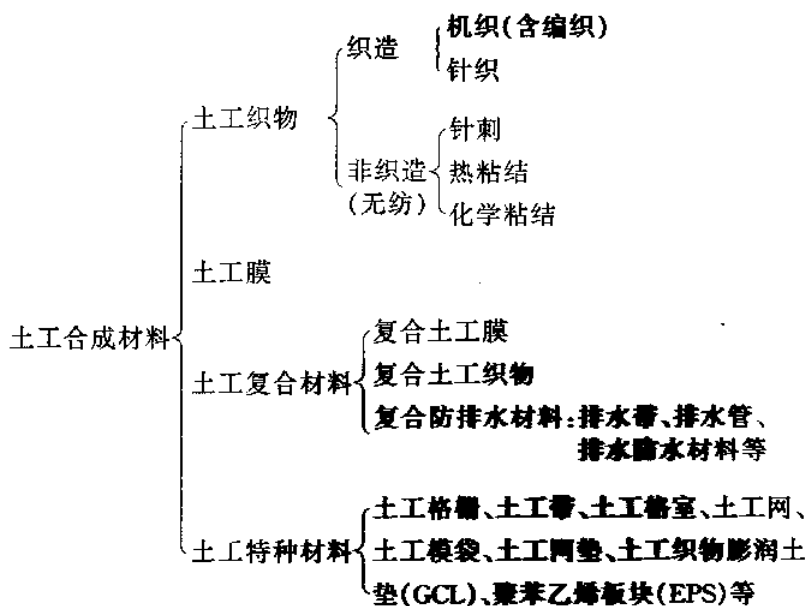 机织(含编织)
织造
针织
土工织物
针刺
非织造
热粘结
(无纺)
化学粘结
土工膜
土工合成材料
复合土工膜
土工复合材料
复合土工织物
复合防排水材料:排水带、排水管、
排水防水材料等
土工格栅、土工带、土工格室、土工网、
土工特种材料
土工模袋、土工网垫、土工织物膨润土
垫(GCL)、聚苯乙烯板块(EPS)等